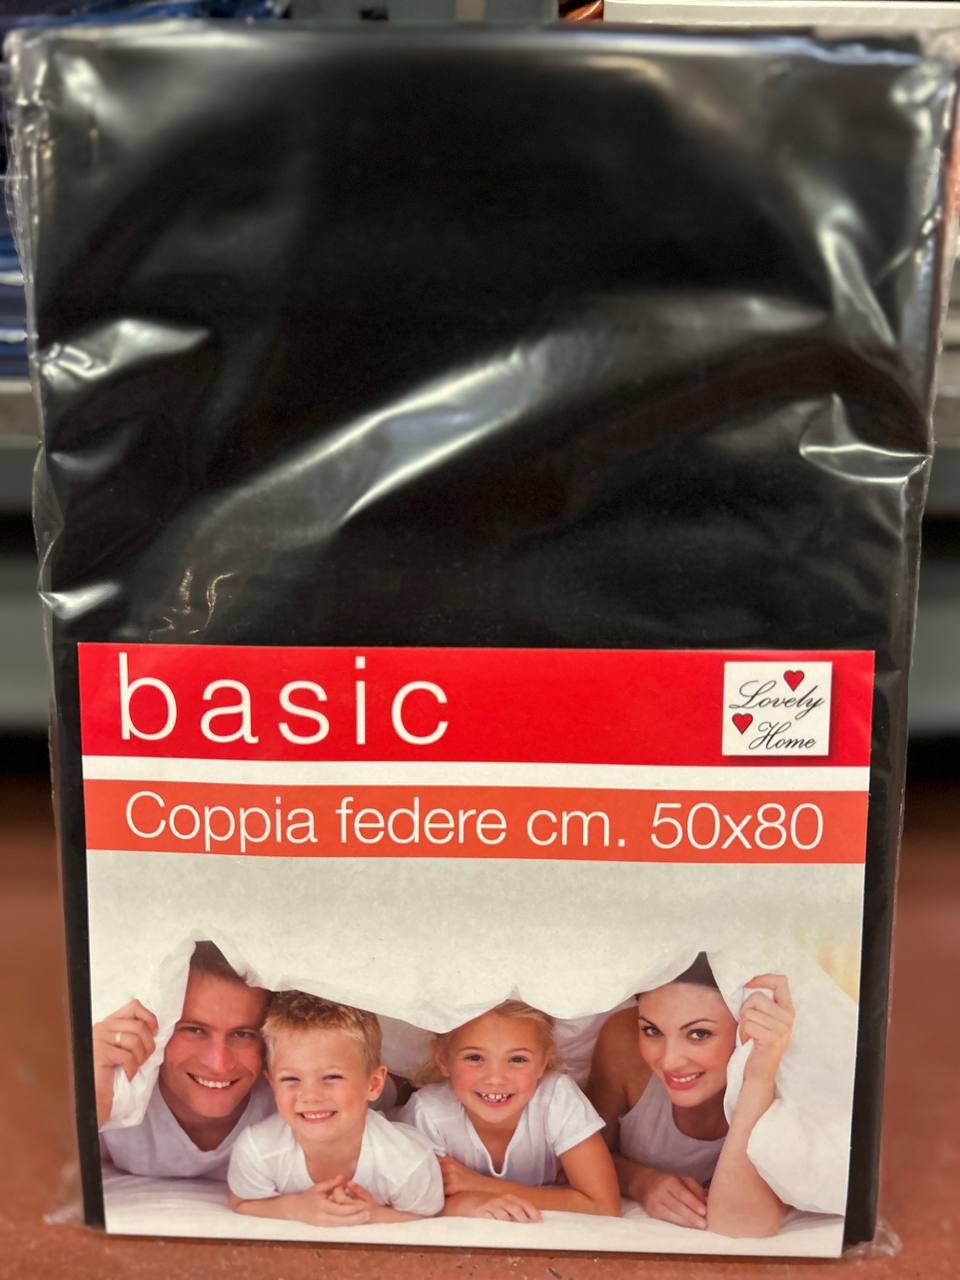 basic
Lovely
Home
Coppia federe cm. 50x80